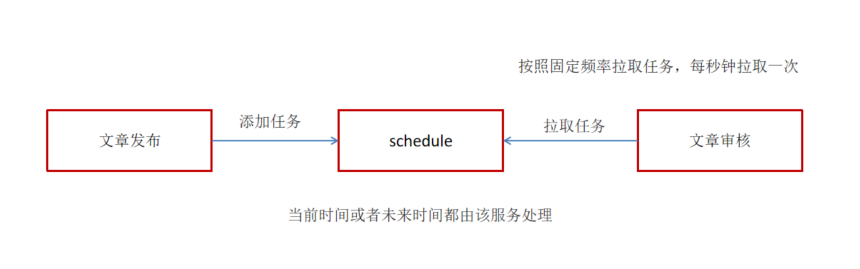 按照固定频率拉取任务，每秒钟拉取一次
添加任务
拉取任务
文章发布
schedule
文章审核
当前时间或者未来时间都由该服务处理